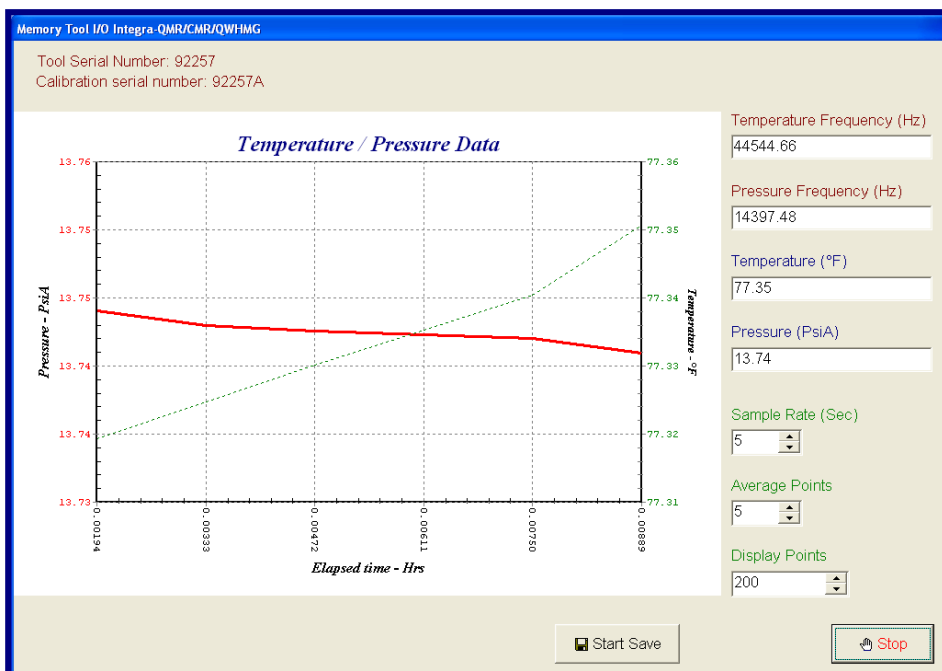 Memory Tool I/O Integra-QMR/CMR/QWHMG
Tool Serial Number: 92257
Calibration serial number: 92257A
Temperature / Pressure Data
13.76
13.75
13.75
13.74
13.74
13.73
Pressure - PsiA
77.36
77.35
77.34
77.33
77.32
77.31
Temperature - °F
0.00194
0.00333
0.00472
0.00611
0.00750
0.00889
Elapsed time - Hrs
Temperature Frequency (Hz)
44544.66
Pressure Frequency (Hz)
14397.48
Temperature (°F)
77.35
Pressure (PsiA)
13.74
Sample Rate (Sec)
5
Average Points
5
Display Points
200
Start Save
Stop